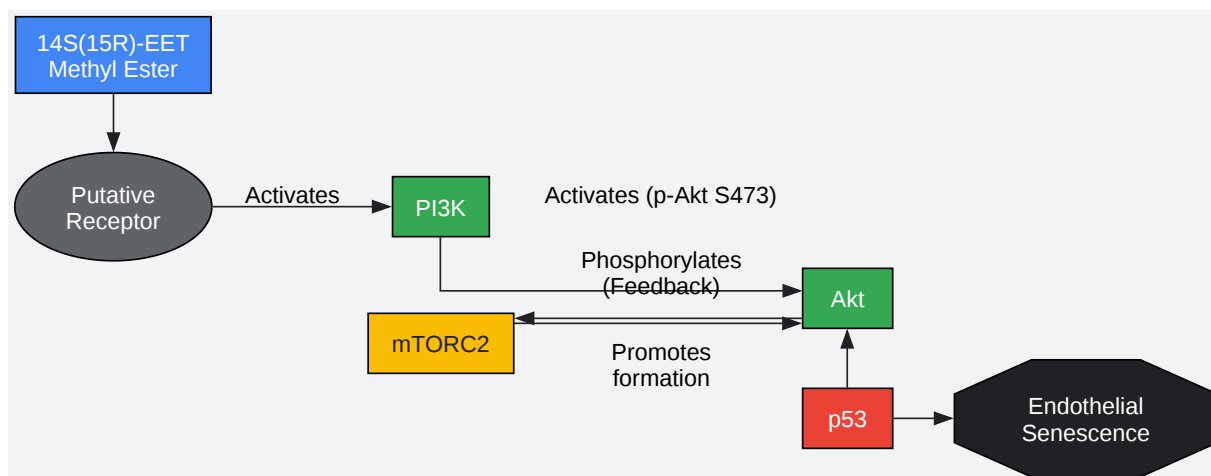 14S(15R)-EET
Methyl Ester
Putative
Receptor
Activates
PI3K
Activates (p-Akt S473)
Phosphorylates
(Feedback)
Akt
mTORC2
Promotes
formation
p53
Endothelial
Senescence